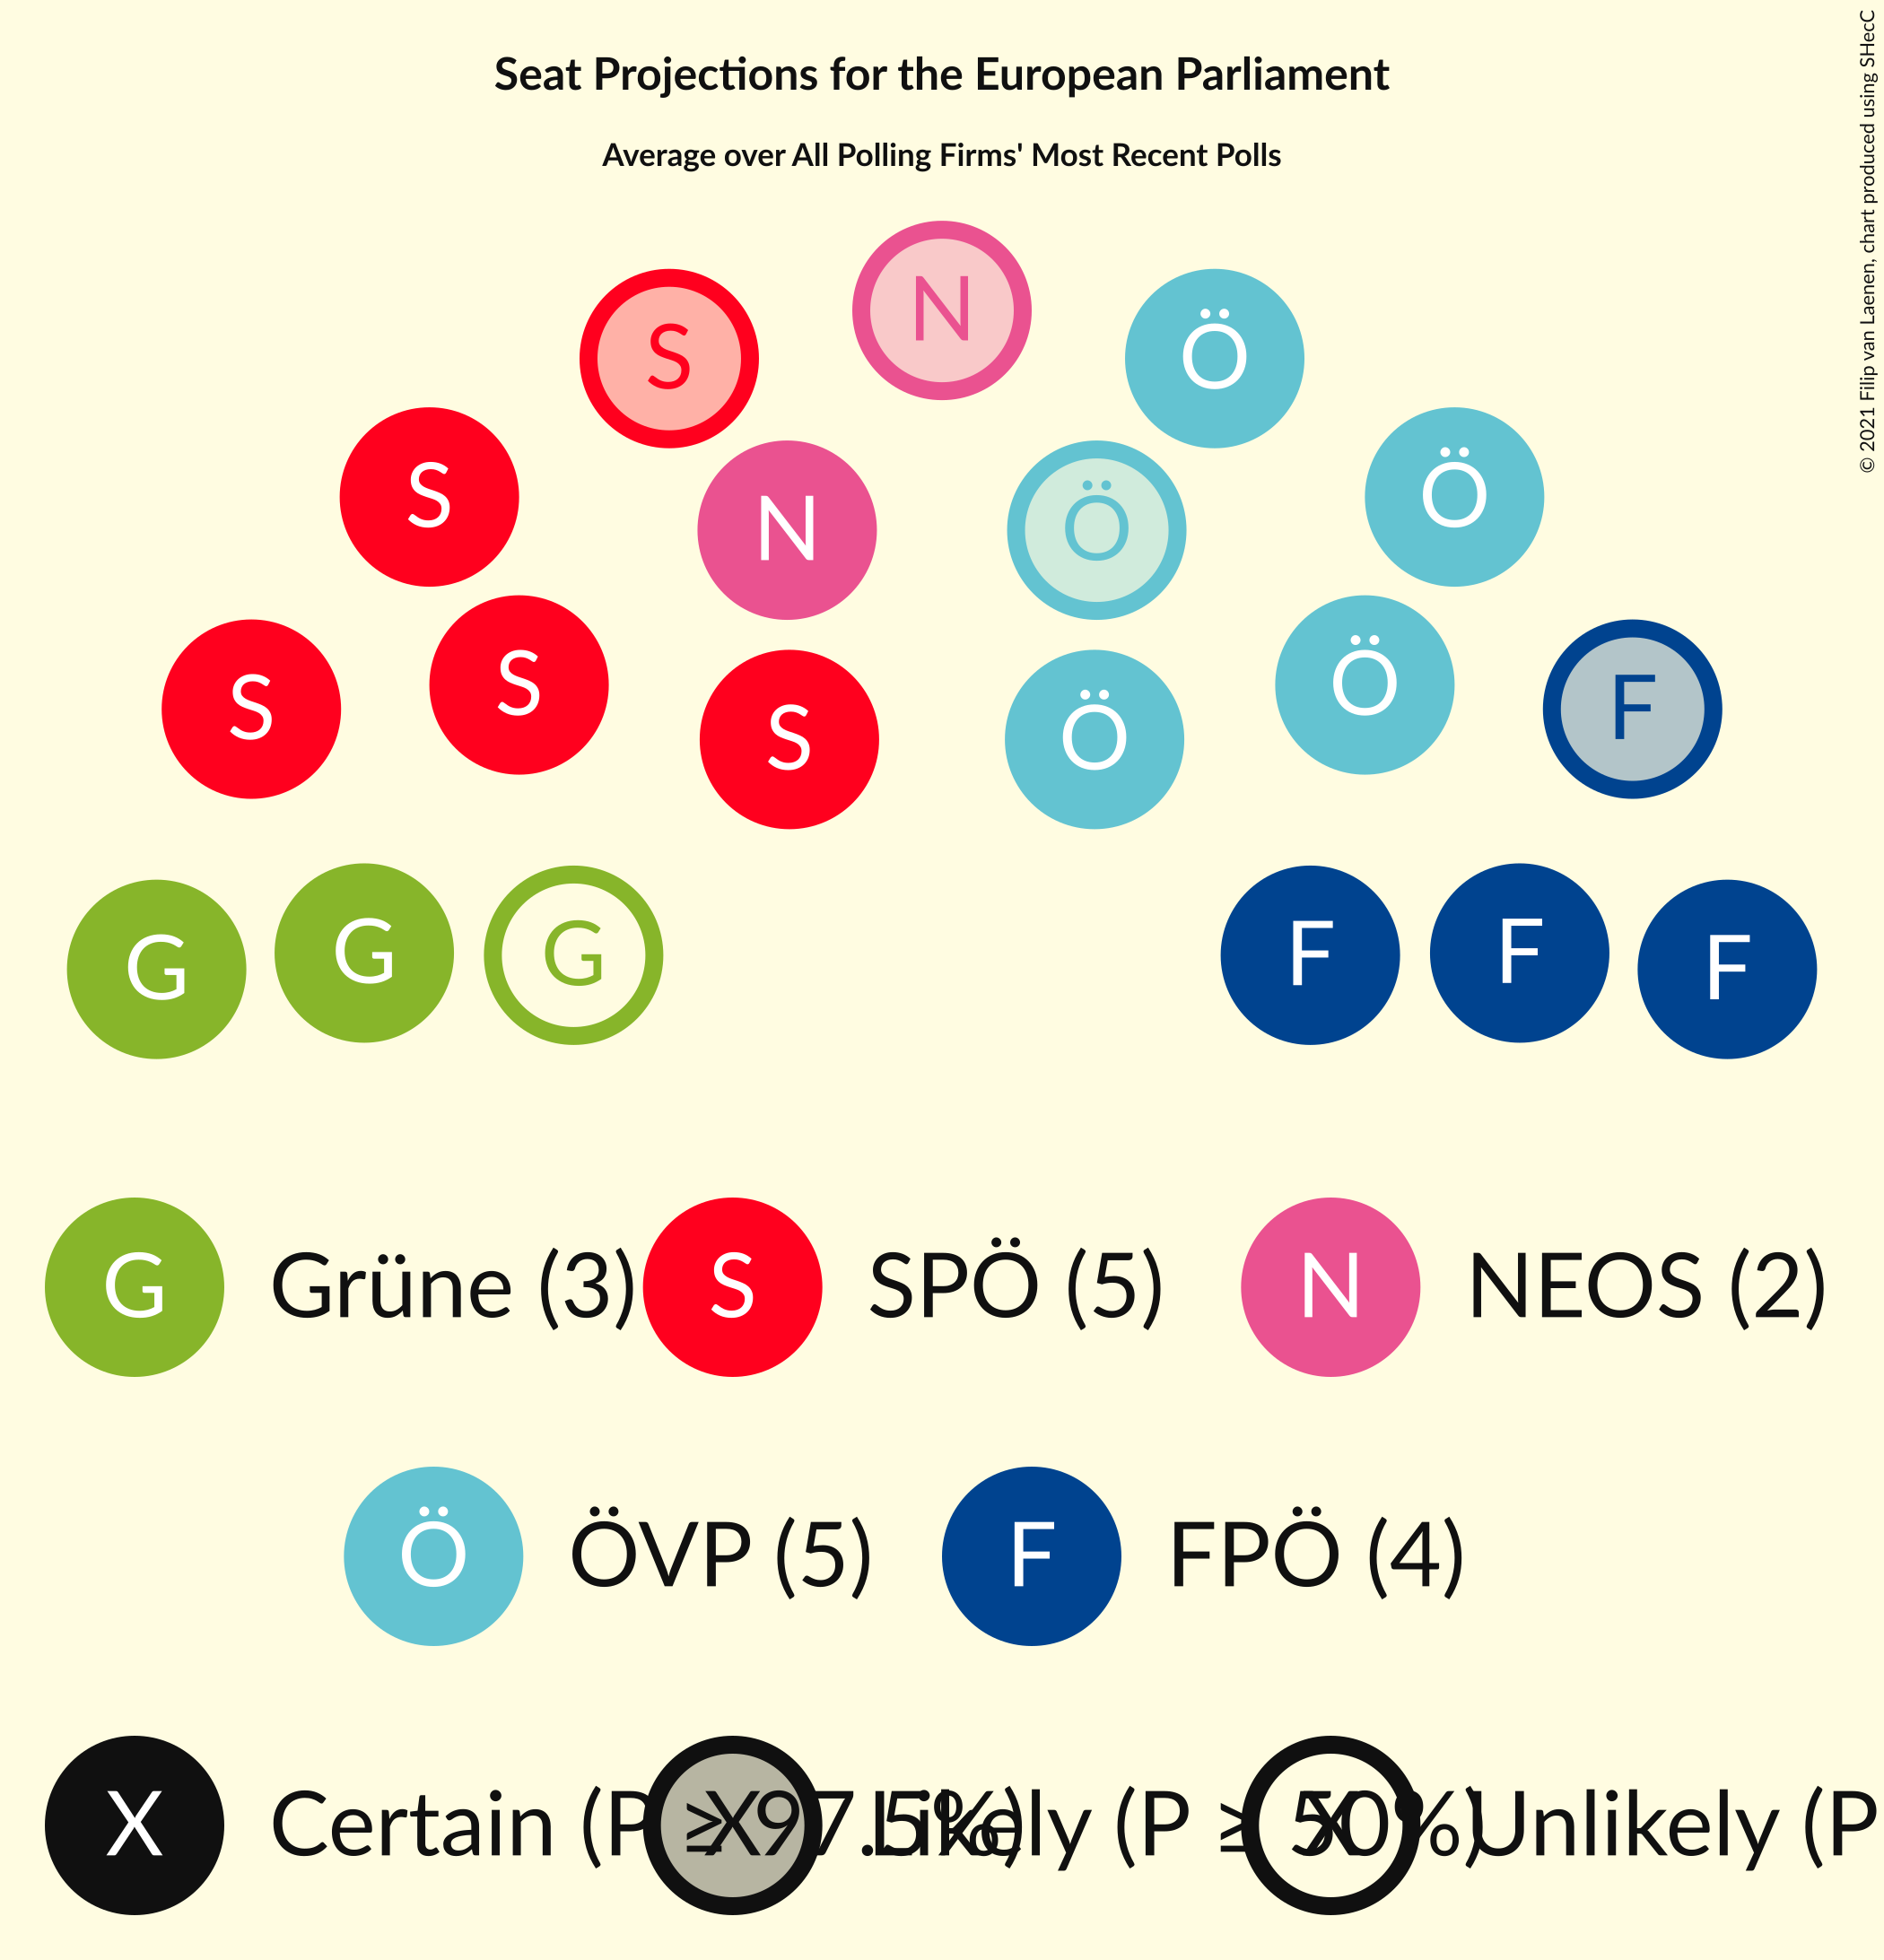 Seat Projections for the European Parliament
Average over All Polling Firms' Most Recent Polls
© 2021 Filip van Laenen, chart produced using SHecC
N
S Ö
S Ö
N Ö
S S Ö F
S Ö
G G G F F F
G Grüne (3) S SPÖ (5) N NEOS (2)
Ö ÖVP (5) F FPÖ (4)
X Certain (P ≥ 97.5%) X Likely (P ≥ 50%) X Unlikely (P